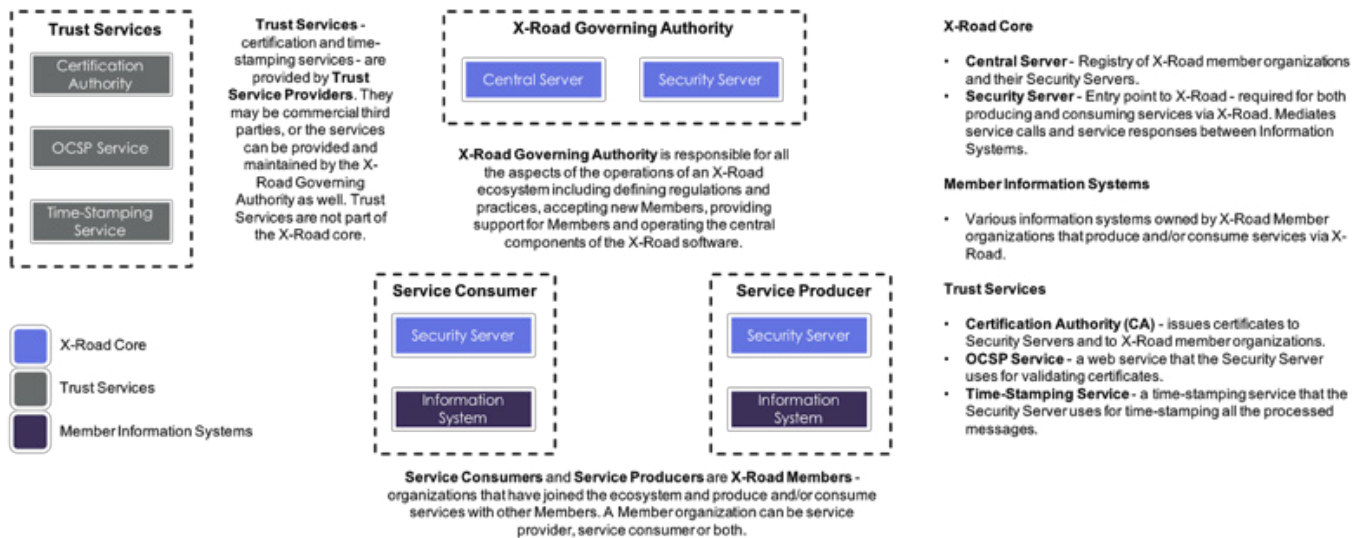 Trust Services
Certification
Authority
OCSP Service
Time-Stamping
Service
Trust Services -
certification and time-
stamping services - are
provided by Trust
Service Providers. They
may be commercial third
parties, or the services
can be provided and
maintained by the X-
Road Governing
Authority as well. Trust
Services are not part of
the X-Road core.
X-Road Governing Authority
Central Server
Security Server
X-Road Governing Authority is responsible for all
the aspects of the operations of an X-Road
ecosystem including defining regulations and
practices, accepting new Members, providing
support for Members and operating the central
components of the X-Road software.
Service Consumer
Security Server
Information
System
Service Producer
Security Server
Information
System
Service Consumers and Service Producers are X-Road Members -
organizations that have joined the ecosystem and produce and/or consume
services with other Members. A Member organization can be service
provider, service consumer or both.
X-Road Core
Trust Services
Member Information Systems
X-Road Core
• Central Server - Registry of X-Road member organizations
and their Security Servers.
• Security Server - Entry point to X-Road - required for both
producing and consuming services via X-Road. Mediates
service calls and service responses between Information
Systems.
Member Information Systems
• Various information systems owned by X-Road Member
organizations that produce and/or consume services via X-
Road.
Trust Services
• Certification Authority (CA) - issues certificates to
Security Servers and to X-Road member organizations.
• OCSP Service - a web service that the Security Server
uses for validating certificates.
• Time-Stamping Service - a time-stamping service that the
Security Server uses for time-stamping all the processed
messages.